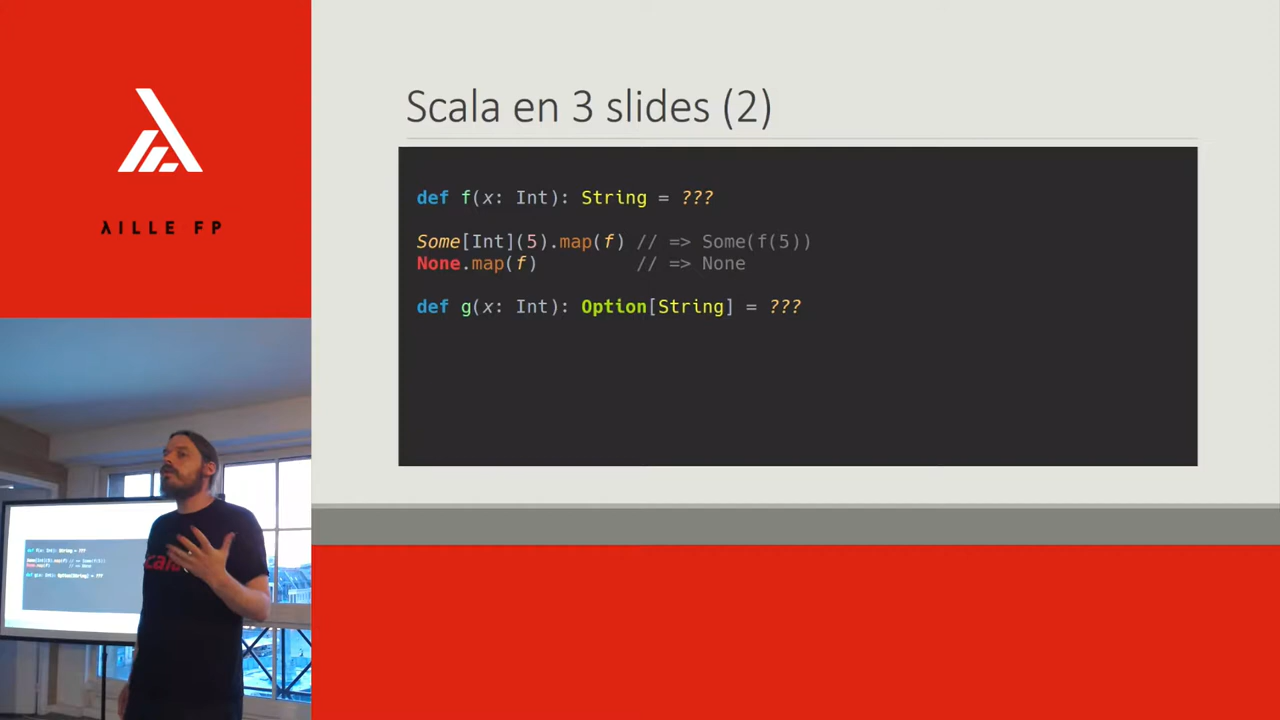 λILLE FP
Scala en 3 slides (2)
def f(x: Int): String = ???
Some[Int](5).map(f) // => Some(f(5))
None.map(f)         // => None
def g(x: Int): Option[String] = ???